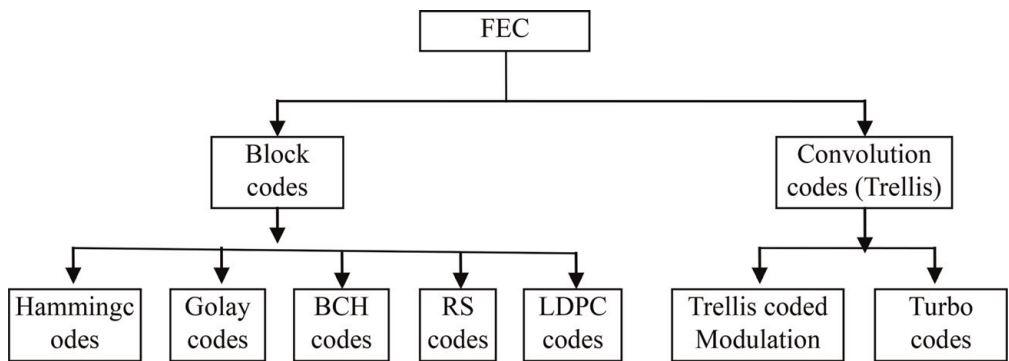 FEC
Block
codes
Convolution
codes (Trellis)
Hammingc
odes
Golay
codes
BCH
codes
RS
codes
LDPC
codes
Trellis coded
Modulation
Turbo
codes